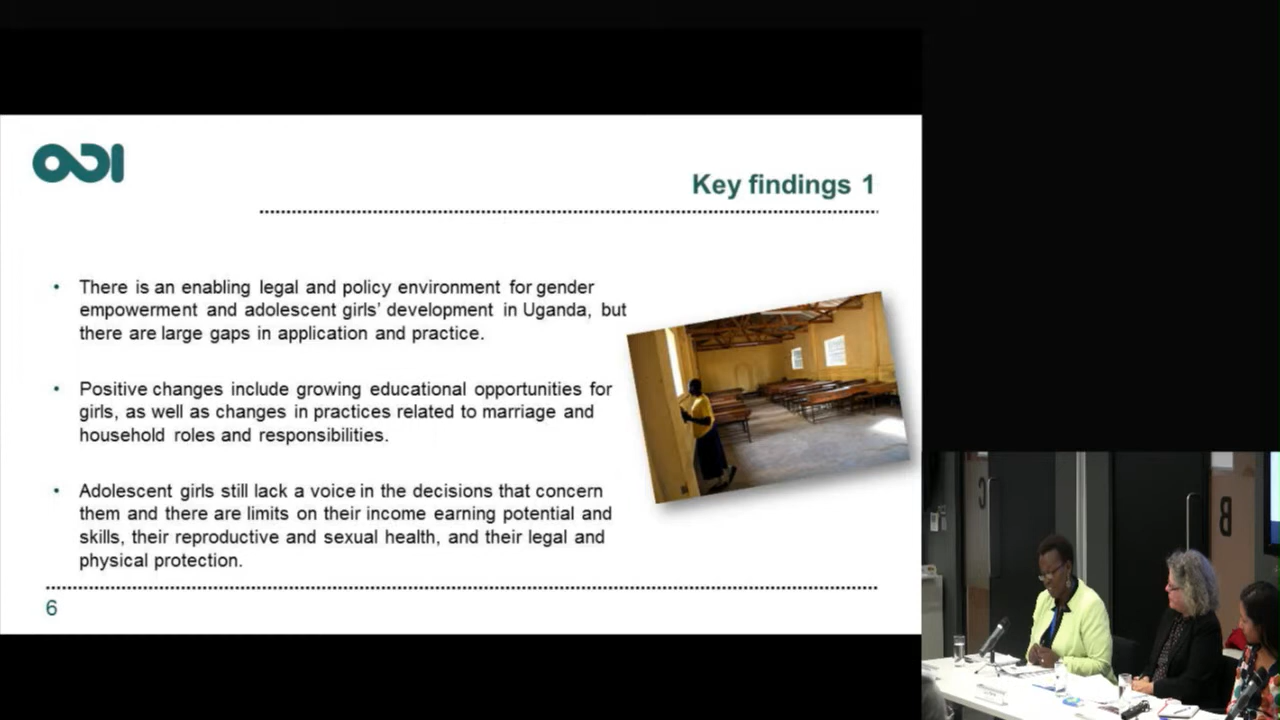 ODI
Key findings 1
• There is an enabling legal and policy environment for gender
empowerment and adolescent girls’ development in Uganda, but
there are large gaps in application and practice.
• Positive changes include growing educational opportunities for
girls, as well as changes in practices related to marriage and
household roles and responsibilities.
• Adolescent girls still lack a voice in the decisions that concern
them and there are limits on their income earning potential and
skills, their reproductive and sexual health, and their legal and
physical protection.
6
C
B